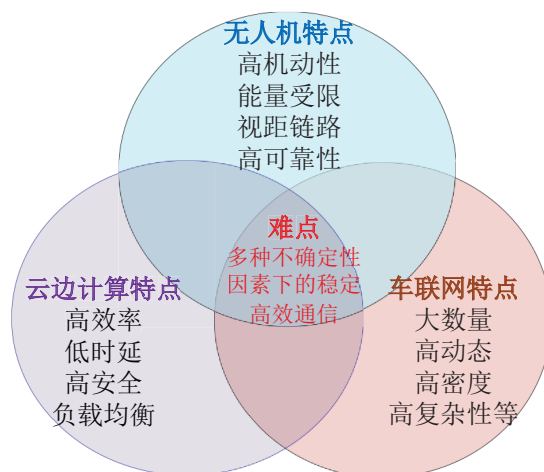 无人机特点
高机动性
能量受限
视距链路
高可靠性
难点
多种不确定性
因素下的稳定
高效通信
云边计算特点
高效率
低时延
高安全
负载均衡
车联网特点
大数量
高动态
高密度
高复杂性等